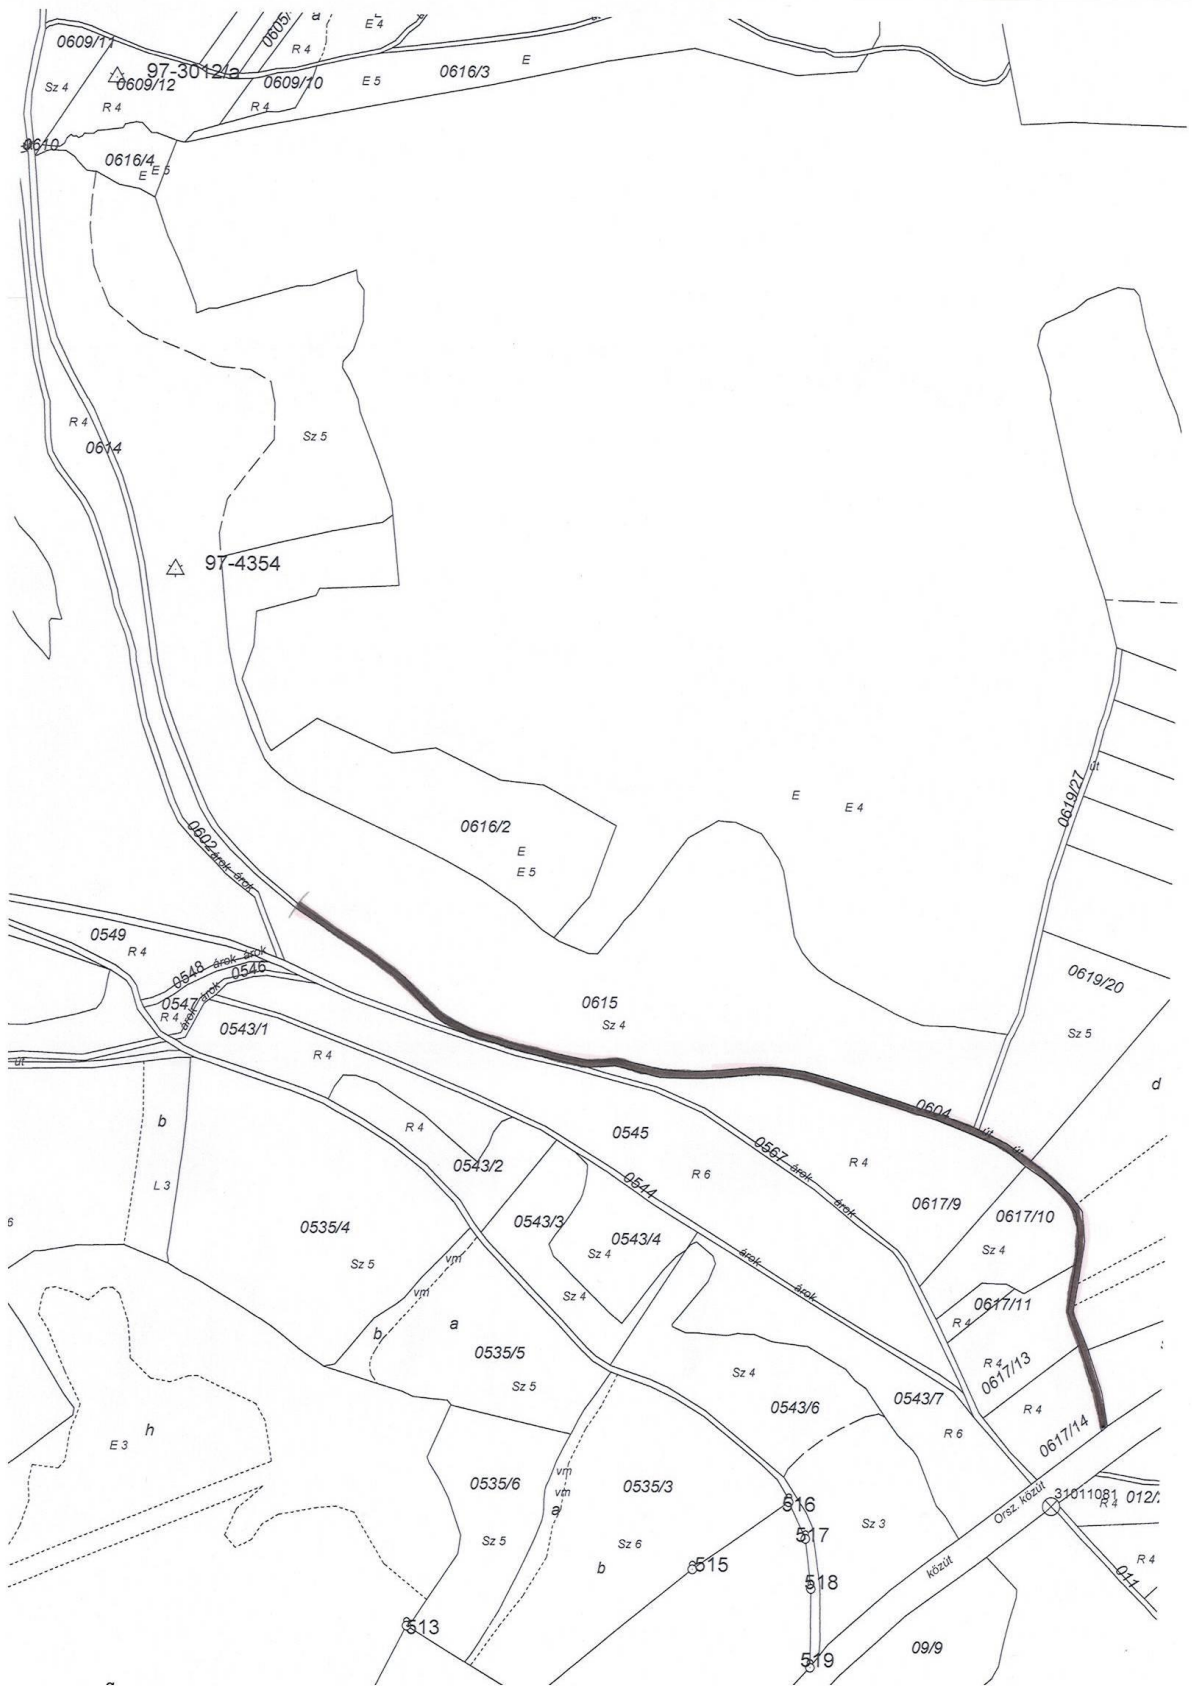 0605/
a
E 4
0609/11
R 4
E
97-3012/a
0616/3
Sz 4
0609/12
0609/10
E 5
R 4
R 4
0610
0616/4
E E 5
R 4
0614
Sz 5
97-4354
út
0619/27
E
E 4
0616/2
E
E 5
0602
árok árok
0549
R 4
0548 árok árok
0546
0619/20
0547
árok árok
R 4
0615
Sz 4
0543/1
Sz 5
R 4
út
d
b
0604
út út
R 4
0545
0567 árok
árok
R 4
0543/2
R 6
L 3
0544
0617/9
0617/10
6
0535/4
0543/3
0543/4
Sz 4
Sz 4
árok
árok
vm
Sz 5
vm
Sz 4
0617/11
R 4
b
a
0535/5
Sz 5
Sz 4
R 4
0617/13
0543/6
0543/7
R 4
h
E 3
R 6
0617/14
vm
vm
a
0535/6
0535/3
516
Orsz. közút
31011081
R 4
012/
Sz 3
517
Sz 5
Sz 6
b
közút
R 4
515
518
011
513
09/9
519